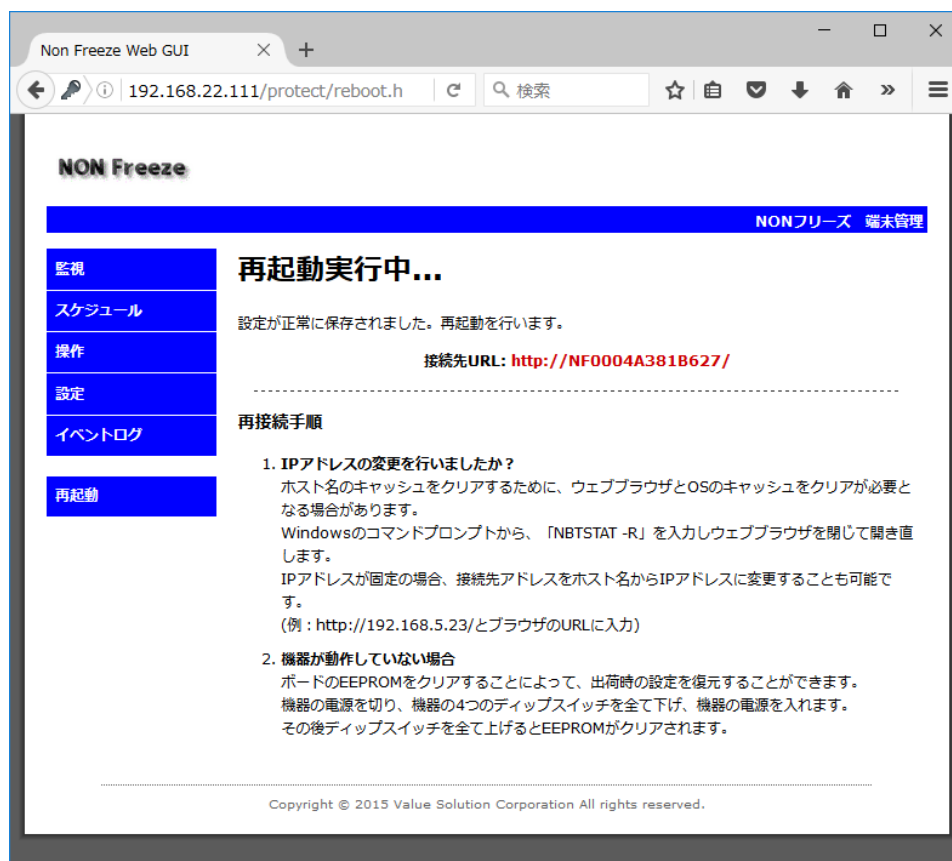 Non Freeze Web GUI
192.168.22.111/protect/reboot.h
検索
NON Freeze
NONフリーズ　端末管理
監視
スケジュール
操作
設定
イベントログ
再起動
再起動実行中...
設定が正常に保存されました。再起動を行います。
接続先URL: http://NF0004A381B627/
再接続手順
1. IPアドレスの変更を行いましたか？
ホスト名のキャッシュをクリアするために、ウェブブラウザとOSのキャッシュをクリアが必要と
なる場合があります。
Windowsのコマンドプロンプトから、「NBTSTAT -R」を入力しウェブブラウザを閉じて開き直
します。
IPアドレスが固定の場合、接続先アドレスをホスト名からIPアドレスに変更することも可能で
す。
(例：http://192.168.5.23/とブラウザのURLに入力)
2. 機器が動作していない場合
ボードのEEPROMをクリアすることによって、出荷時の設定を復元することができます。
機器の電源を切り、機器の4つのディップスイッチを全て下げ、機器の電源を入れます。
その後ディップスイッチを全て上げるとEEPROMがクリアされます。
Copyright © 2015 Value Solution Corporation All rights reserved.